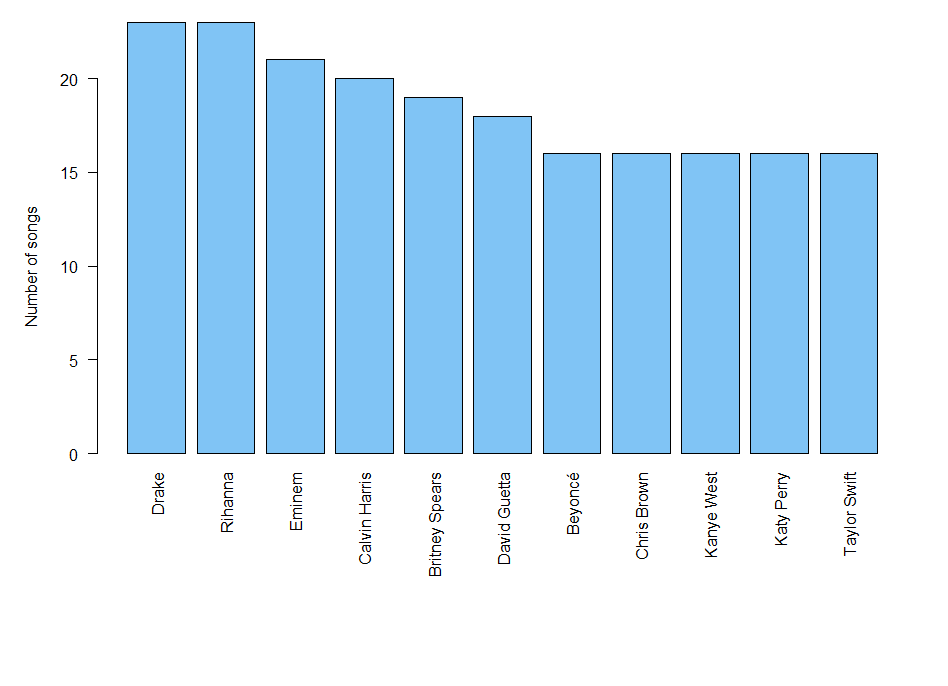 Number of songs
20
15
10
5
0
Drake
Rihanna
Eminem
Calvin Harris
Britney Spears
David Guetta
Beyoncé
Chris Brown
Kanye West
Katy Perry
Taylor Swift